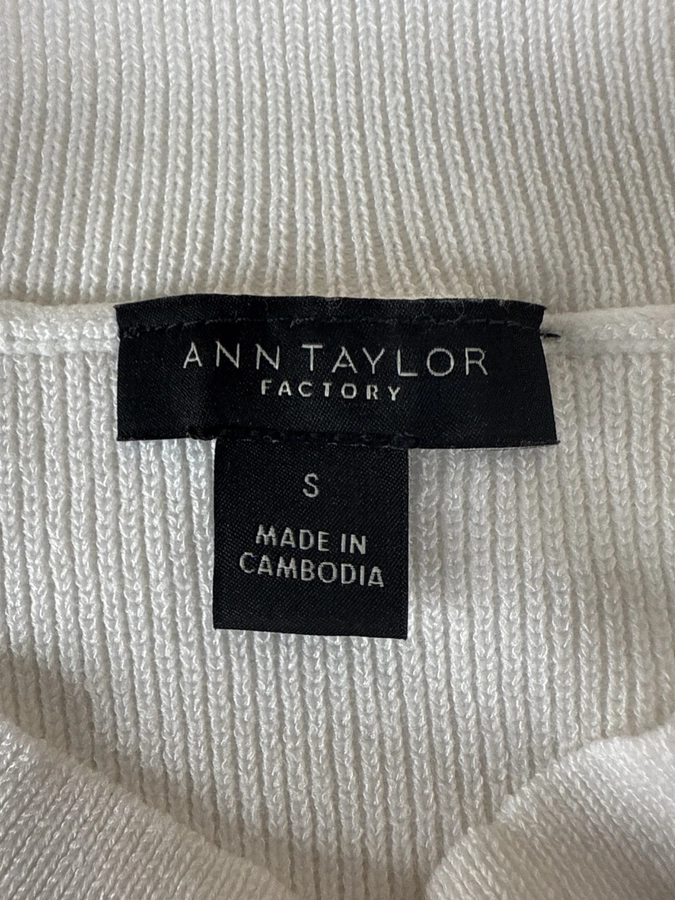 ANN TAYLOR
FACTORY
S
MADE IN
CAMBODIA